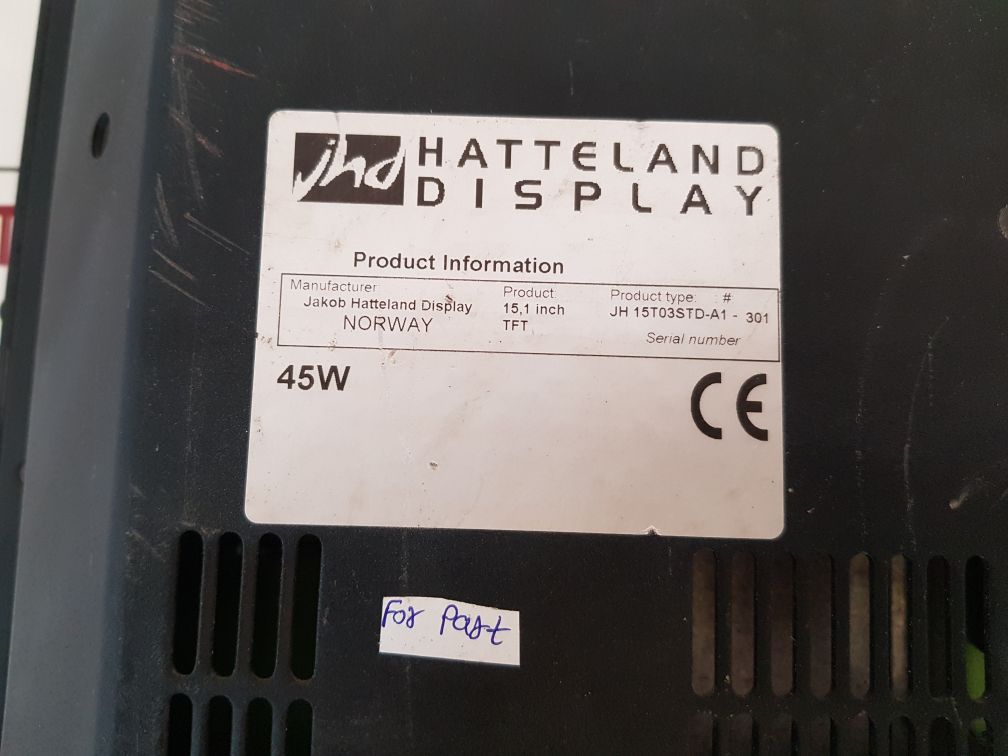 jhd HATTELAND
DISPLAY
Product Information
Manufacturer: Product: Product type: #
Jakob Hatteland Display 15,1 inch JH 15T03STD-A1 - 301
NORWAY TFT
Serial number
45W
CE
For Part